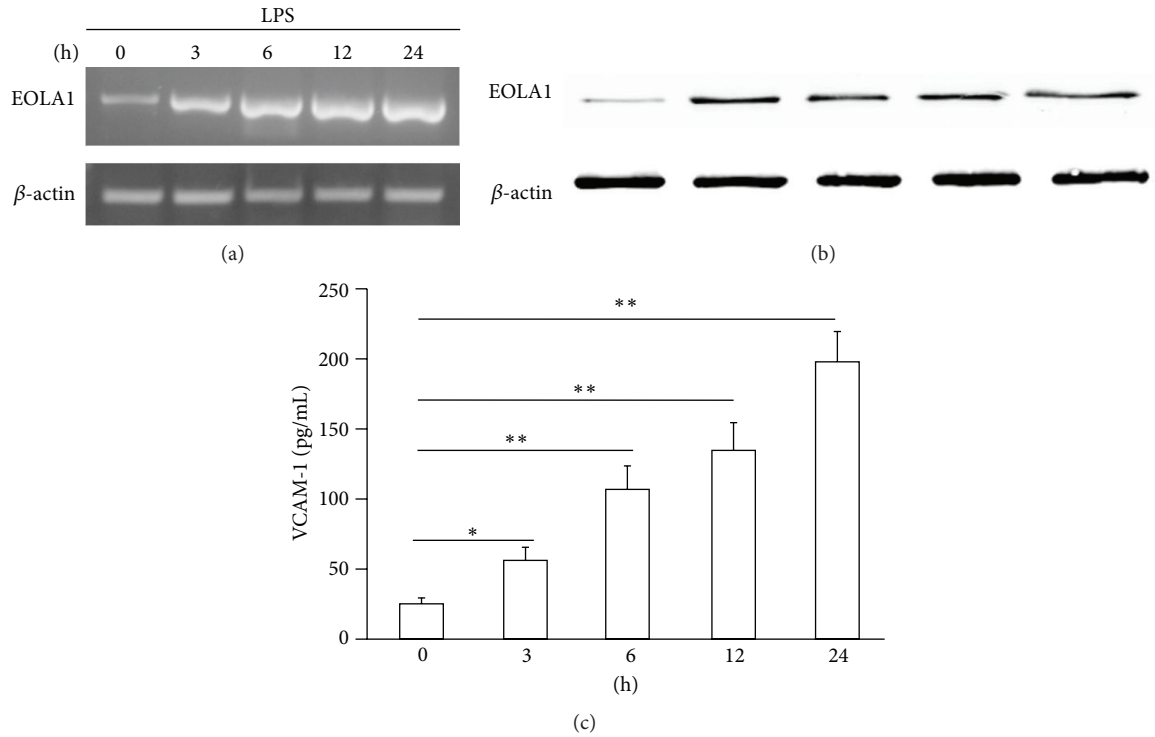 LPS
(h) 0 3 6 12 24
EOLA1
β-actin
(a)
EOLA1
β-actin
(b)
250
200
150
100
50
0
VCAM-1 (pg/mL)
**
**
**
*
0 3 6 12 24
(h)
(c)